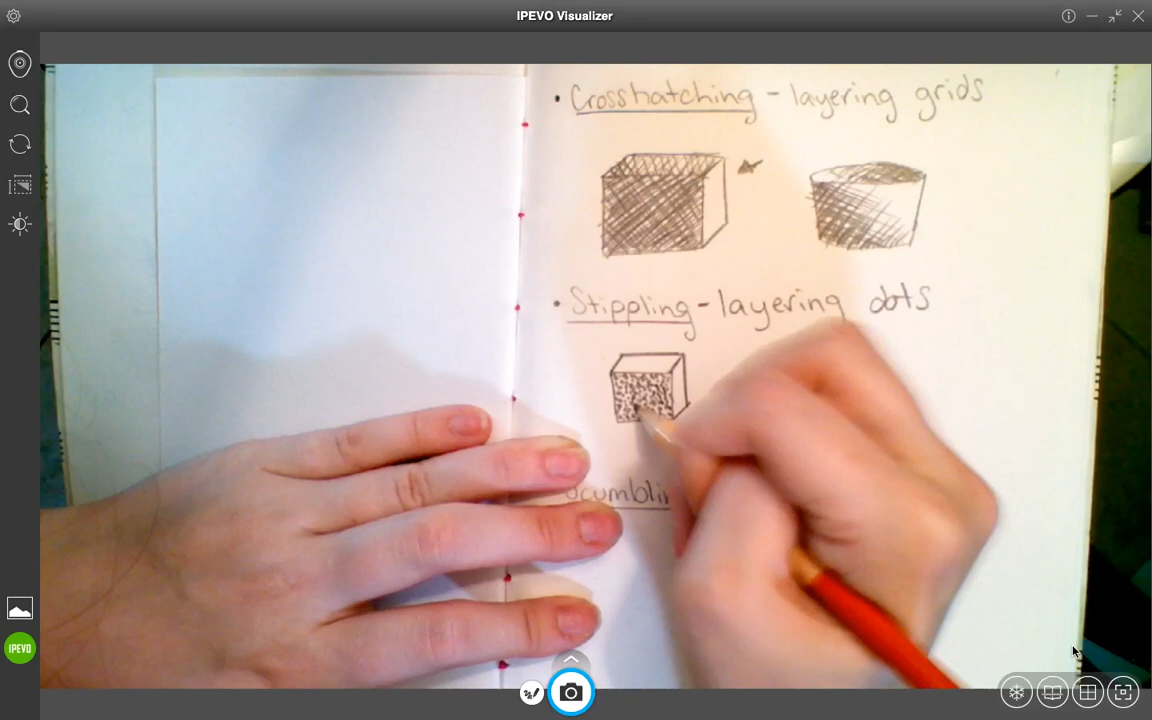 IPEVO Visualizer
• Crosshatching - layering grids
• Stippling - layering dots
IPEVO